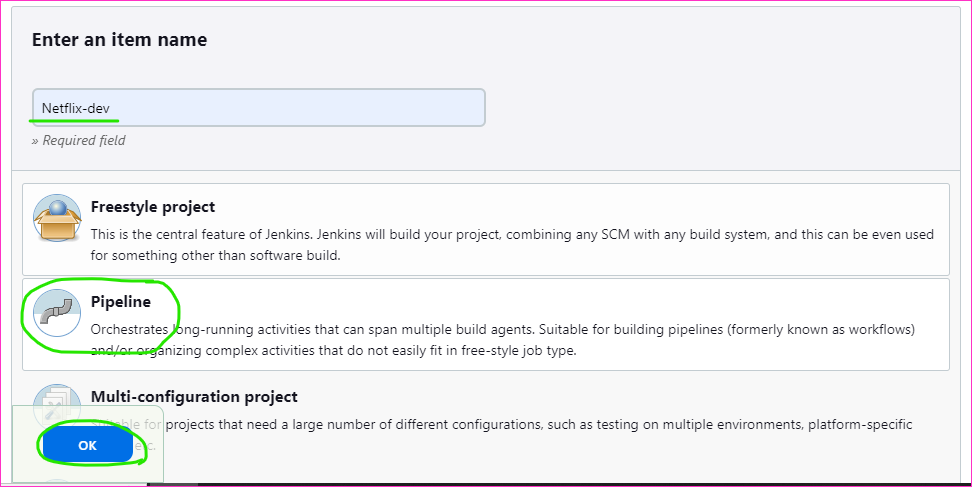 Enter an item name
Netflix-dev
» Required field
Freestyle project
This is the central feature of Jenkins. Jenkins will build your project, combining any SCM with any build system, and this can be even used
for something other than software build.
Pipeline
Orchestrates long-running activities that can span multiple build agents. Suitable for building pipelines (formerly known as workflows)
and/or organizing complex activities that do not easily fit in free-style job type.
Multi-configuration project
Suitable for projects that need a large number of different configurations, such as testing on multiple environments, platform-specific
etc.
OK